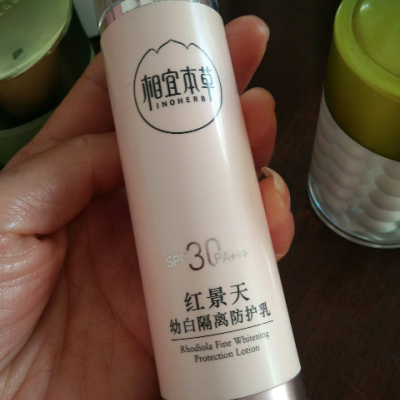 相宜本草
INOHERB
SPF30PA+++
红景天
幼白隔离防护乳
Rhodiola Fine Whitening
Protection Lotion